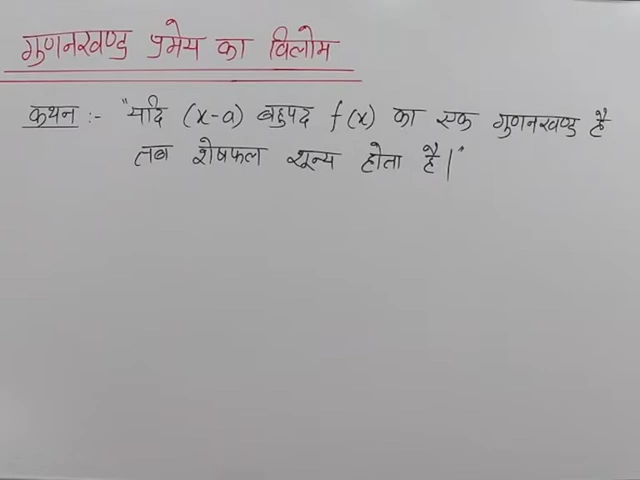 गुणनखण्ड प्रमेय का विलोम
कथन :- "यदि (x-a) बहुपद f(x) का एक गुणनखण्ड है
तब शेषफल शून्य होता है।"